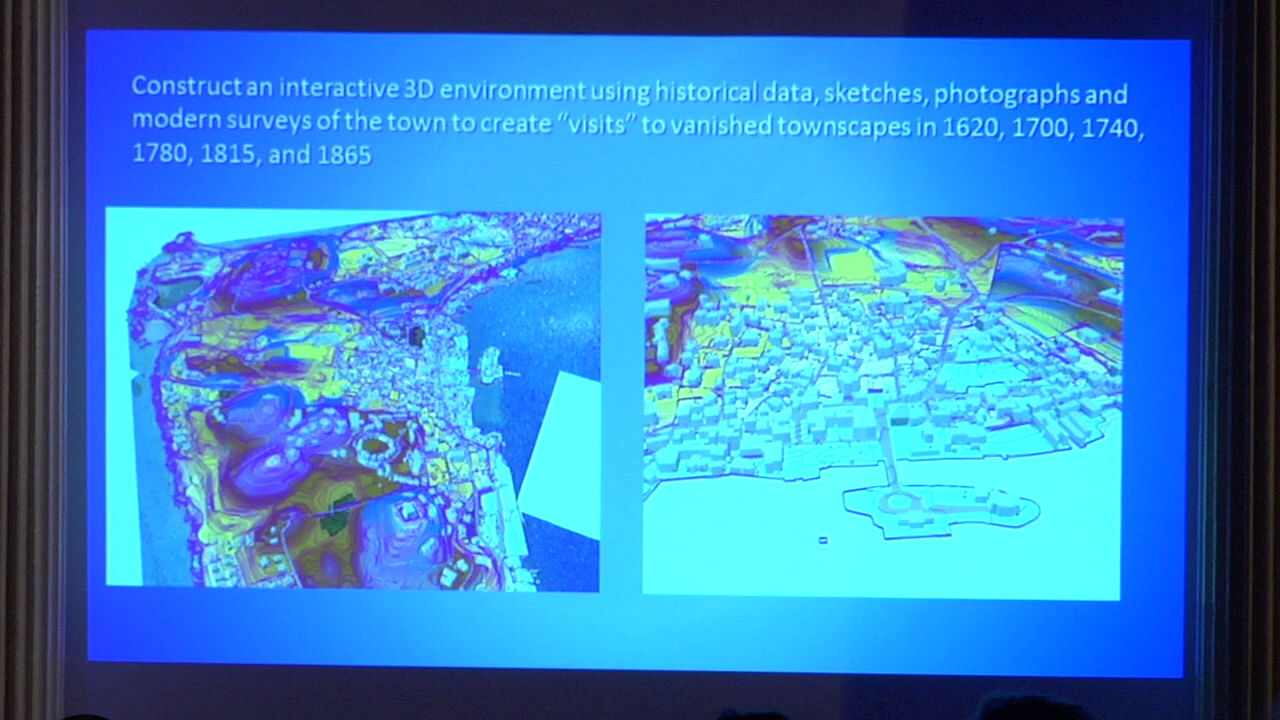 Construct an interactive 3D environment using historical data, sketches, photographs and
modern surveys of the town to create “visits” to vanished townscapes in 1620, 1700, 1740,
1780, 1815, and 1865